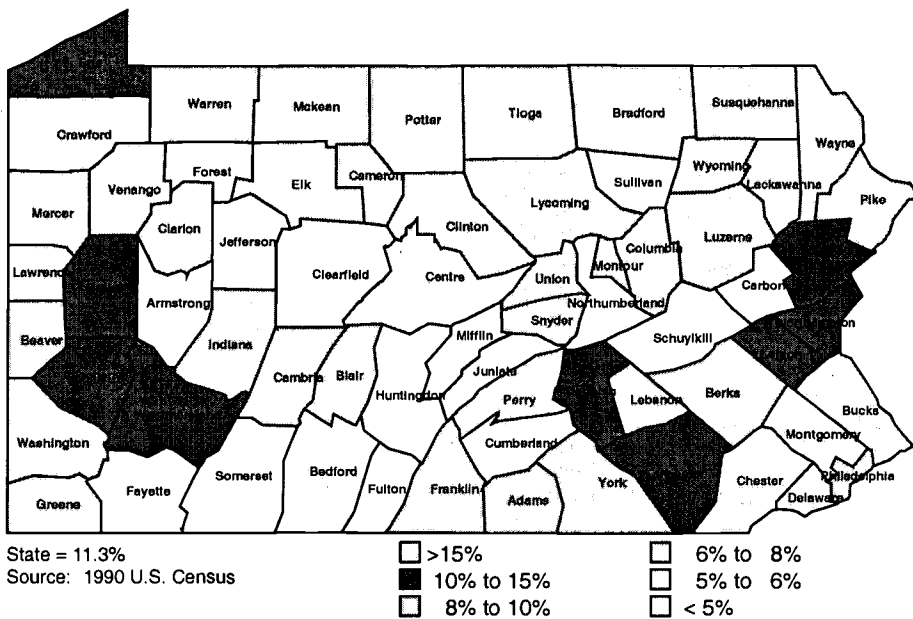 Warren
Mckean
Potter
Tioga
Bradford
Susquehanna
Crawford
Wayne
Forest
Cameron
Wyoming
Venango
Elk
Sullivan
Lackawanna
Lycoming
Pike
Mercer
Clarion
Clinton
Jefferson
Columbia
Luzerne
Lawrenc
Clearfield
Centre
Union
Montour
Carbon
Armstrong
Northumberland
Snyder
Beaver
Indiana
Mifflin
Schuylkill
Cambria
Blair
Juniata
Huntingdon
Perry
Lebanon
Berks
Bucks
Washington
Cumberland
Montgomery
Somerset
Bedford
Philadelphia
Fayette
Fulton
Franklin
York
Chester
Greene
Adams
Delaware
State = 11.3%
Source: 1990 U.S. Census
>15%
10% to 15%
8% to 10%
6% to 8%
5% to 6%
< 5%